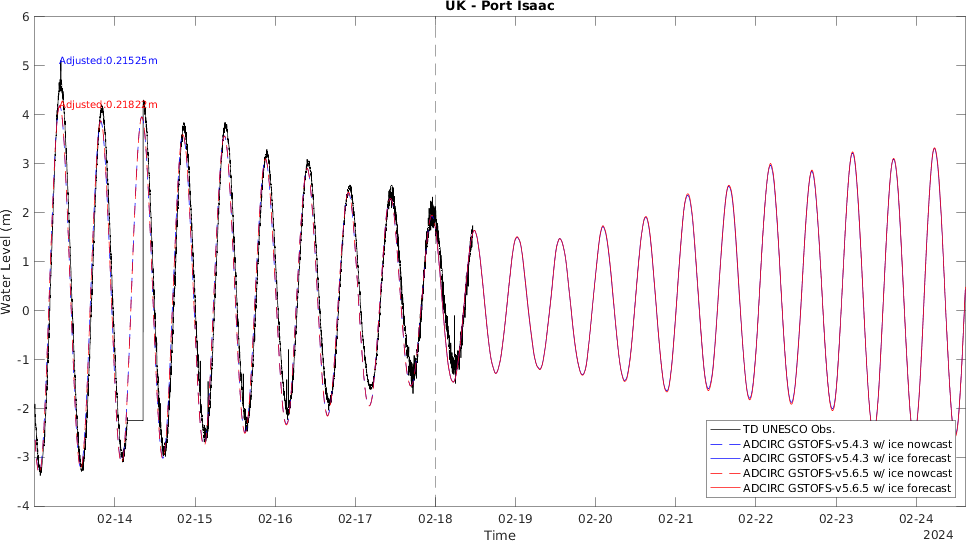 UK - Port Isaac
6
5
4
3
2
1
0
-1
-2
-3
-4
Water Level (m)
Adjusted:0.21525m
Adjusted:0.2182 m
TD UNESCO Obs.
ADCIRC GSTOFS-v5.4.3 w/ ice nowcast
ADCIRC GSTOFS-v5.4.3 w/ ice forecast
ADCIRC GSTOFS-v5.6.5 w/ ice nowcast
ADCIRC GSTOFS-v5.6.5 w/ ice forecast
02-14 02-15 02-16 02-17 02-18 02-19 02-20 02-21 02-22 02-23 02-24
Time
2024